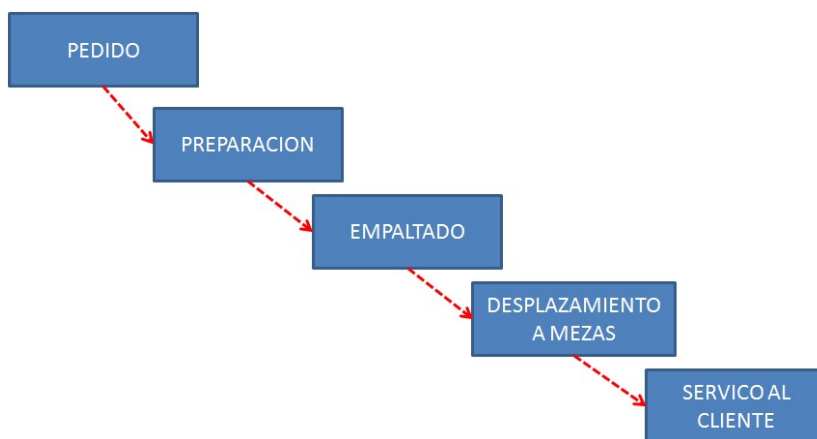 PEDIDO
PREPARACION
EMPALTADO
DESPLAZAMIENTO
A MEZAS
SERVICO AL
CLIENTE